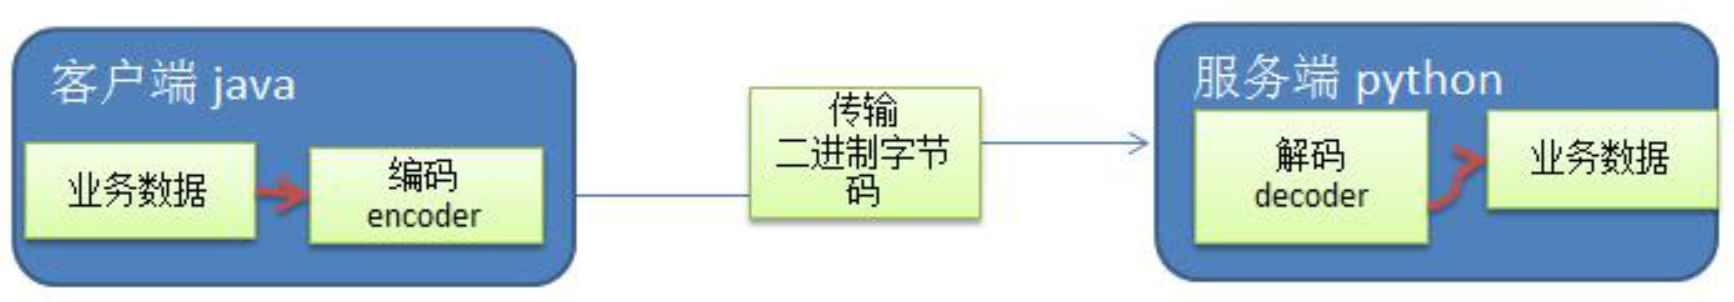 客户端 java
业务数据
编码
encoder
传输
二进制字节
码
服务端 python
解码
decoder
业务数据